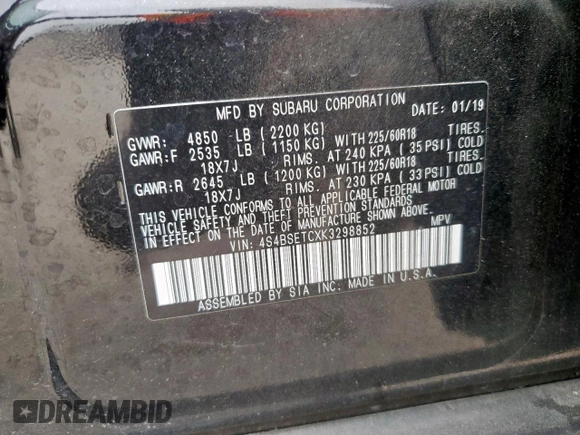 MFD BY SUBARU CORPORATION DATE: 01/19
GVWR: 4850 LB (2200 KG)
GAWR:F 2535 LB (1150 KG) WITH 225/60R18 TIRES.
18X7J RIMS. AT 240 KPA (35 PSI) COLD
GAWR:R 2645 LB (1200 KG) WITH 225/60R18 TIRES.
18X7J RIMS. AT 230 KPA (33 PSI) COLD
THIS VEHICLE CONFORMS TO ALL APPLICABLE FEDERAL MOTOR
VEHICLE SAFETY AND THEFT PREVENTION STANDARDS IN
EFFECT ON THE DATE OF MANUFACTURE SHOWN ABOVE.
VIN: 4S4BSETCXK3298852 MPV
ASSEMBLED BY SIA INC. MADE IN U.S.A.
DREAMBID